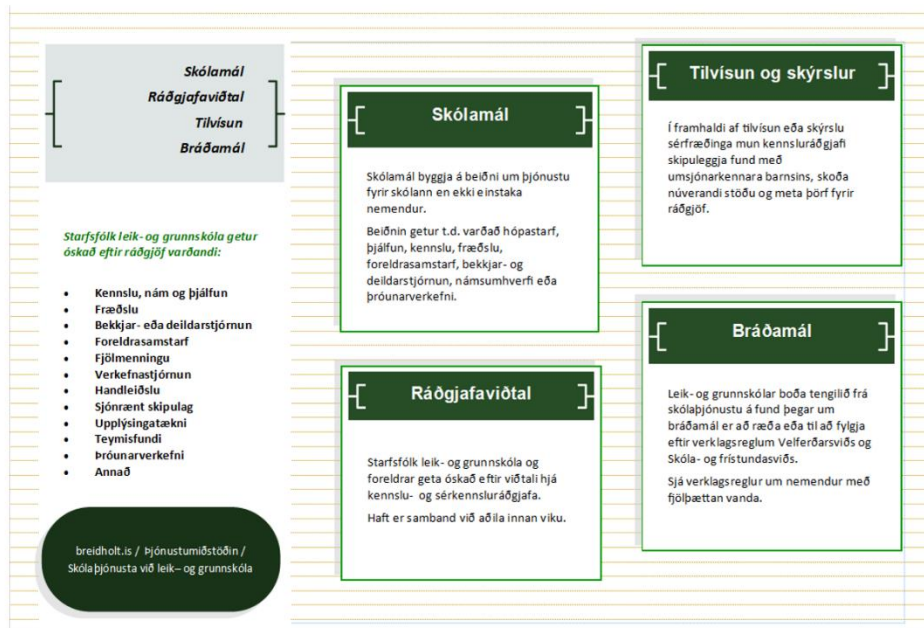 Skólamál
Ráðgjafaviðtal
Tilvísun
Bráðamál
Starfsfólk leik- og grunnskóla getur
óskað eftir ráðgjöf varðandi:
• Kennslu, nám og þjálfun
• Fræðslu
• Bekkjar- eða deildarstjórnun
• Foreldrasamstarf
• Fjölmenningu
• Verkefnastjórnun
• Handleiðslu
• Sjónrænt skipulag
• Upplýsingatækni
• Teymisfundi
• Þróunarverkefni
• Annað
breidholt.is / Þjónustumiðstöðin /
Skólaþjónusta við leik– og grunnskóla
Skólamál
Skólamál byggja á beiðni um þjónustu
fyrir skólann en ekki einstaka
nemendur.
Beiðnin getur t.d. varðað hópastarf,
þjálfun, kennslu, fræðslu,
foreldrasamstarf, bekkjar- og
deildarstjórnun, námsumhverfi eða
þróunarverkefni.
Ráðgjafaviðtal
Starfsfólk leik- og grunnskóla og
foreldrar geta óskað eftir viðtali hjá
kennslu- og sérkennsluráðgjafa.
Haft er samband við aðila innan viku.
Tilvísun og skýrslur
Í framhaldi af tilvísun eða skýrslu
sérfræðinga mun kennsluráðgjafi
skipuleggja fund með
umsjónarkennara barnsins, skoða
núverandi stöðu og meta þörf fyrir
ráðgjöf.
Bráðamál
Leik- og grunnskólar boða tengilið frá
skólaþjónustu á fund þegar um
bráðamál er að ræða eða til að fylgja
eftir verklagsreglum Velferðarsviðs og
Skóla- og frístundasviðs.
Sjá verklagsreglur um nemendur með
fjölþættan vanda.